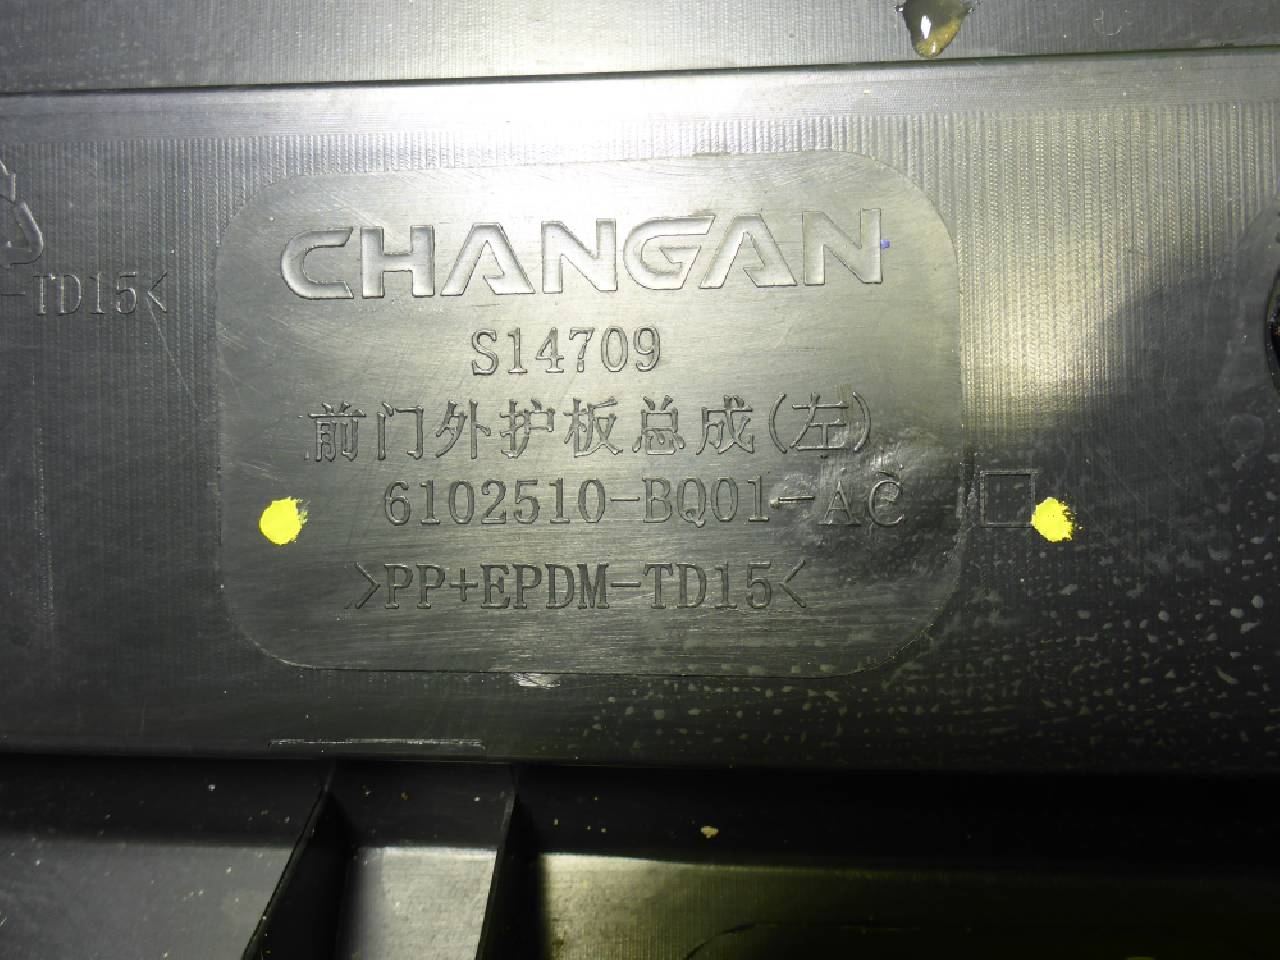 CHANGAN
S14709
前门外护板总成(左)
6102510-BQ01-AC
>PP+EPDM-TD15<
-TD15<